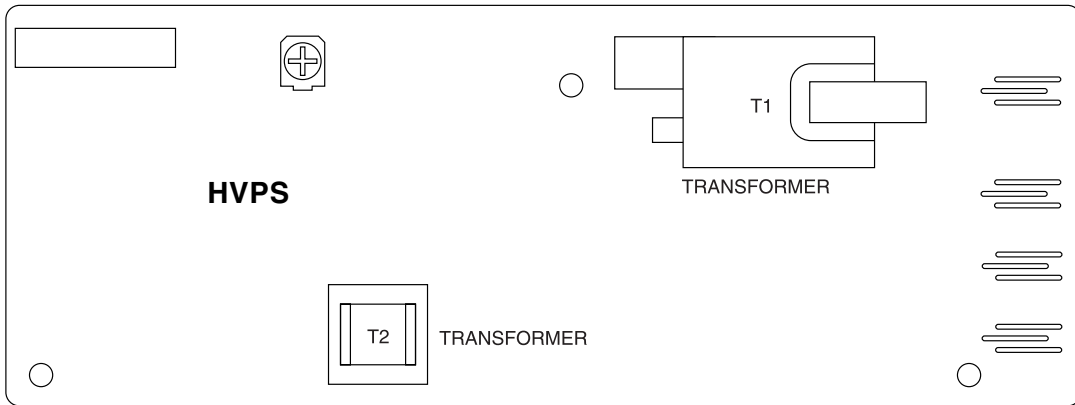 T1
TRANSFORMER
HVPS
T2
TRANSFORMER